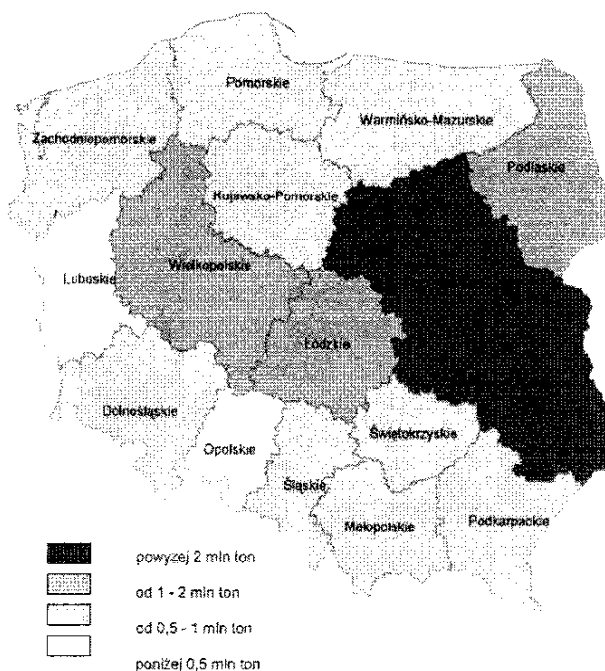 Pomorskie
Warmińsko-Mazurskie
Zachodniopomorskie
Podlaskie
Kujawsko-Pomorskie
Wielkopolskie
Lubuskie
Łódzkie
Dolnośląskie
Świętokrzyskie
Opolskie
Śląskie
Małopolskie
Podkarpackie
powyżej 2 mln ton
od 1 - 2 mln ton
od 0,5 - 1 mln ton
poniżej 0,5 mln ton